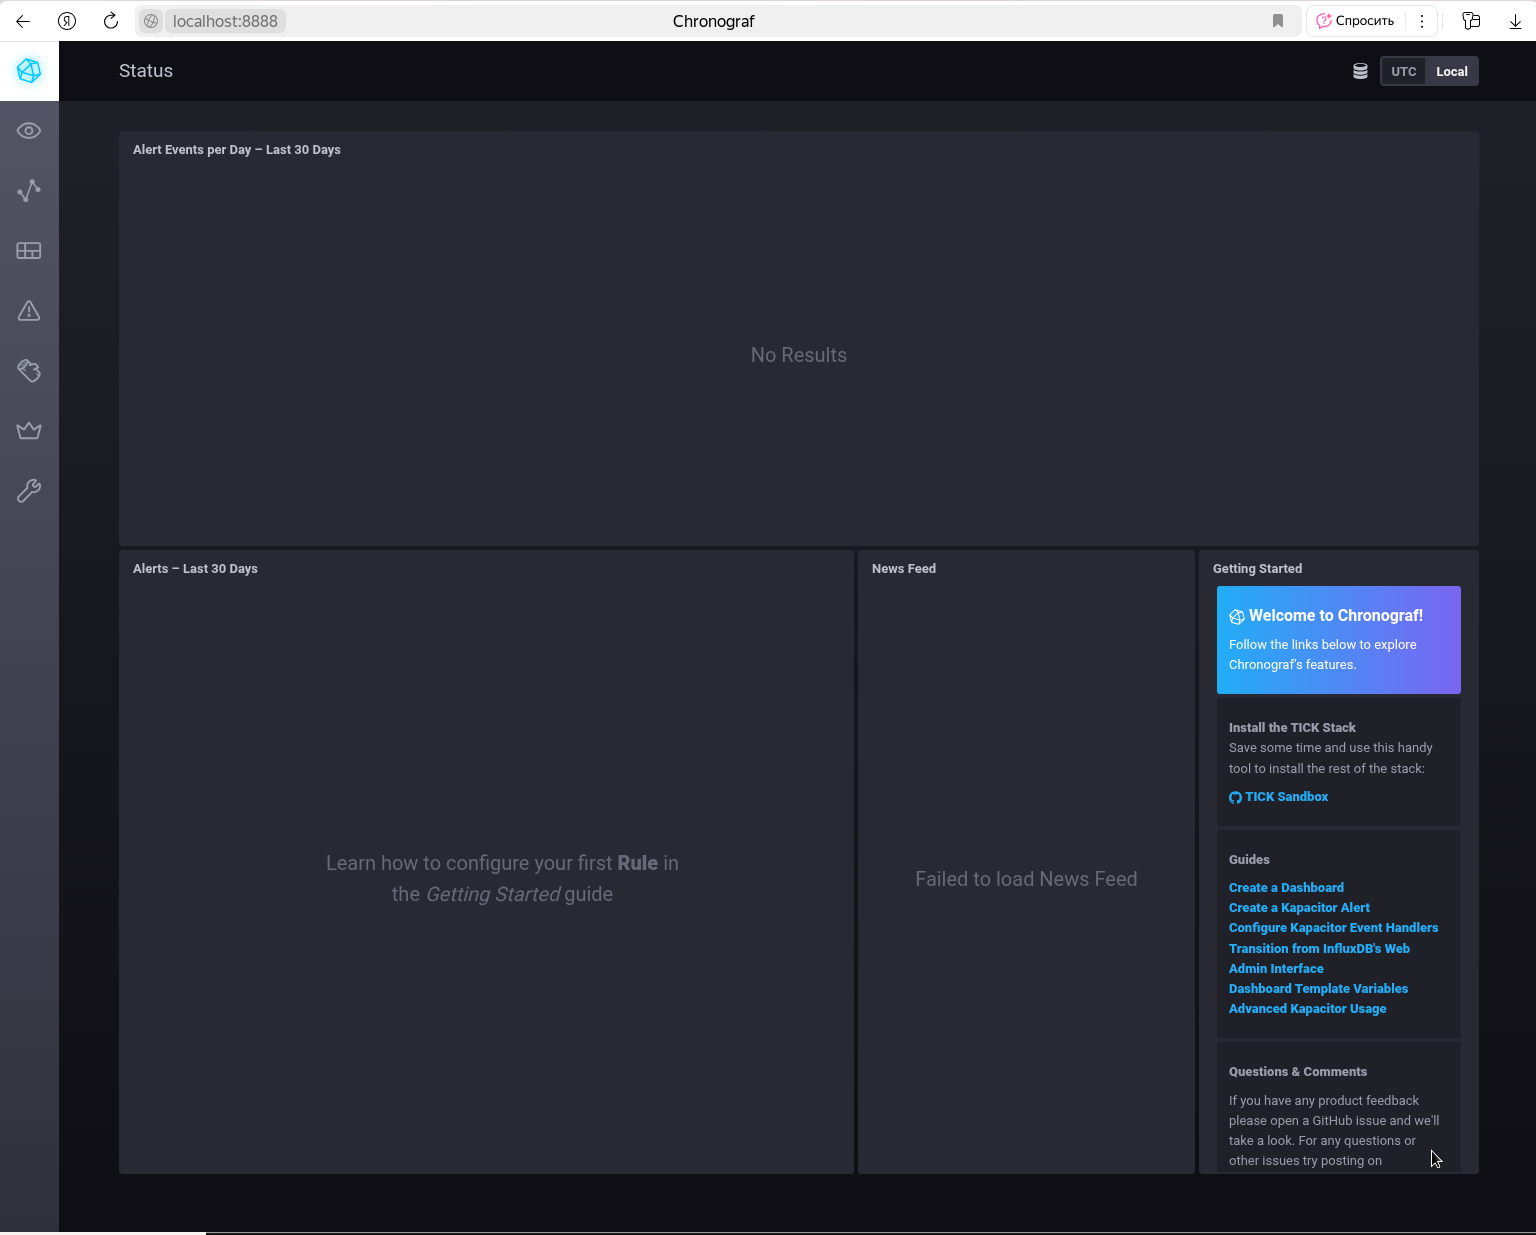 localhost:8888
Chronograf
Спросить
Status
UTC
Local
Alert Events per Day – Last 30 Days
No Results
Alerts – Last 30 Days
Learn how to configure your first Rule in
the Getting Started guide
News Feed
Failed to load News Feed
Getting Started
Welcome to Chronograf!
Follow the links below to explore
Chronograf's features.
Install the TICK Stack
Save some time and use this handy
tool to install the rest of the stack:
TICK Sandbox
Guides
Create a Dashboard
Create a Kapacitor Alert
Configure Kapacitor Event Handlers
Transition from InfluxDB's Web
Admin Interface
Dashboard Template Variables
Advanced Kapacitor Usage
Questions & Comments
If you have any product feedback
please open a GitHub issue and we'll
take a look. For any questions or
other issues try posting on